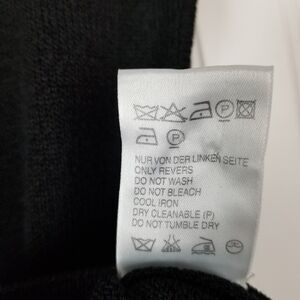 P
P
NUR VON DER LINKEN SEITE
ONLY REVERS
DO NOT WASH
DO NOT BLEACH
COOL IRON
DRY CLEANABLE (P)
DO NOT TUMBLE DRY